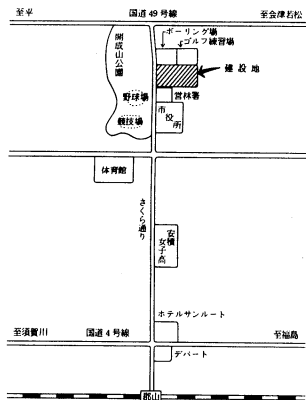 至平
国道49号線
至会津若松
ボーリング場
ゴルフ練習場
開成山公園
建設地
野球場
営林署
市役所
競技場
体育館
さくら通り
安積女子高
ホテルサンルート
至須賀川
国道4号線
至福島
デパート
郡山